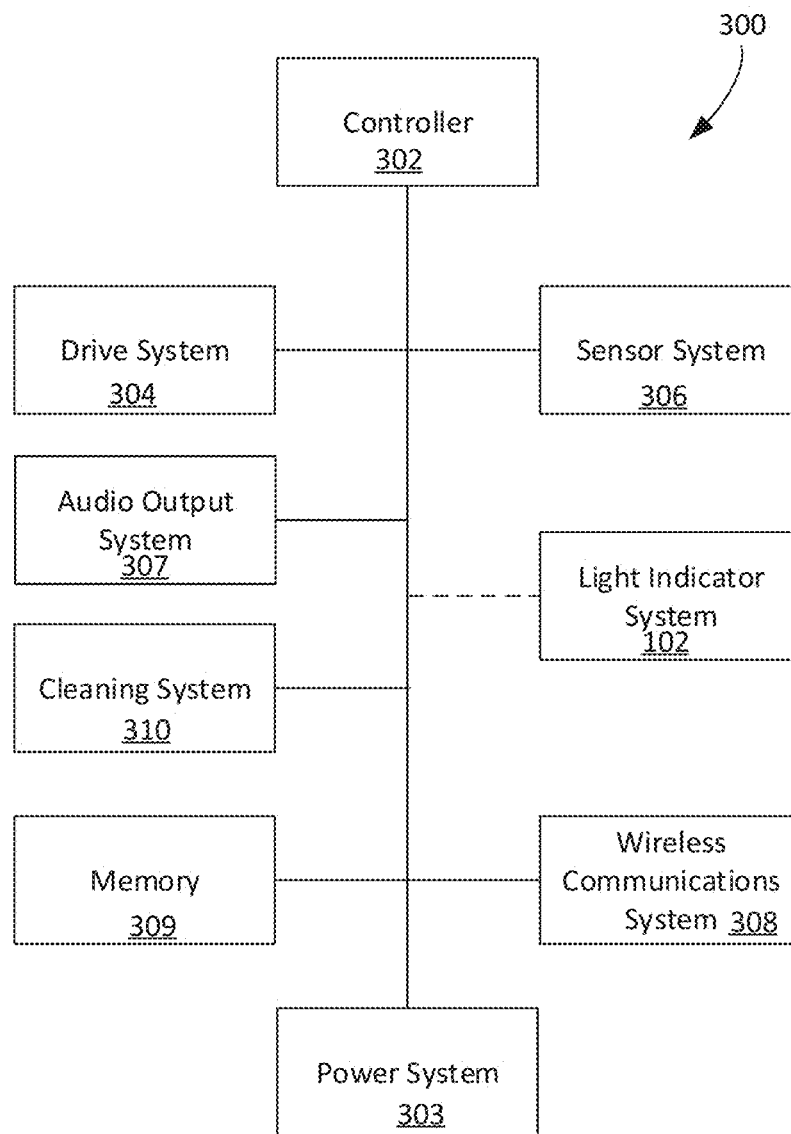 300
Controller
302
Drive System
304
Sensor System
306
Audio Output
System
307
Light Indicator
System
102
Cleaning System
310
Memory
309
Wireless
Communications
System 308
Power System
303